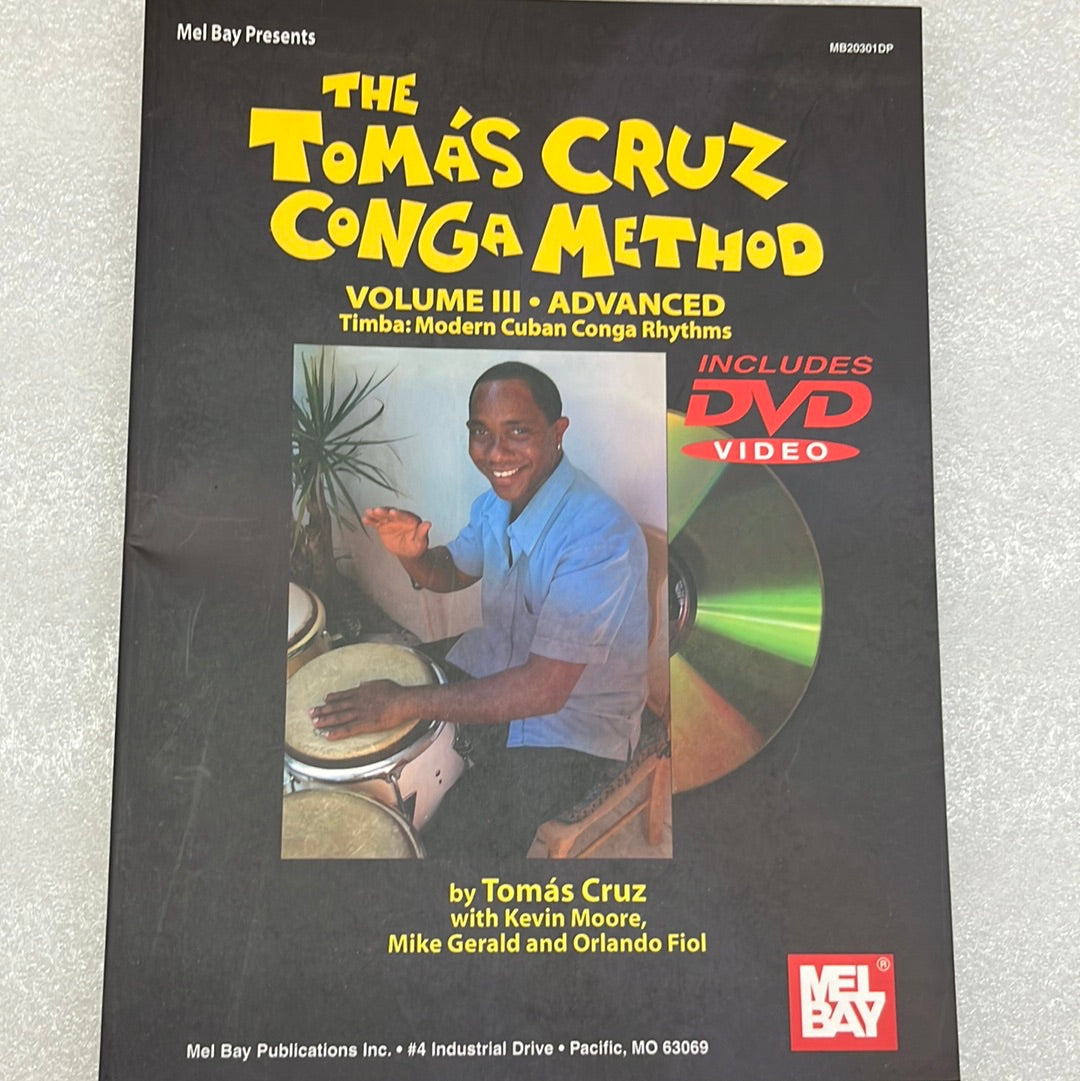 Mel Bay Presents
MB20301DP
THE
TOMÁS CRUZ
CONGA METHOD
VOLUME III • ADVANCED
Timba: Modern Cuban Conga Rhythms
INCLUDES
DVD
VIDEO
by Tomás Cruz
with Kevin Moore,
Mike Gerald and Orlando Fiol
MEL
BAY®
Mel Bay Publications Inc. • #4 Industrial Drive • Pacific, MO 63069